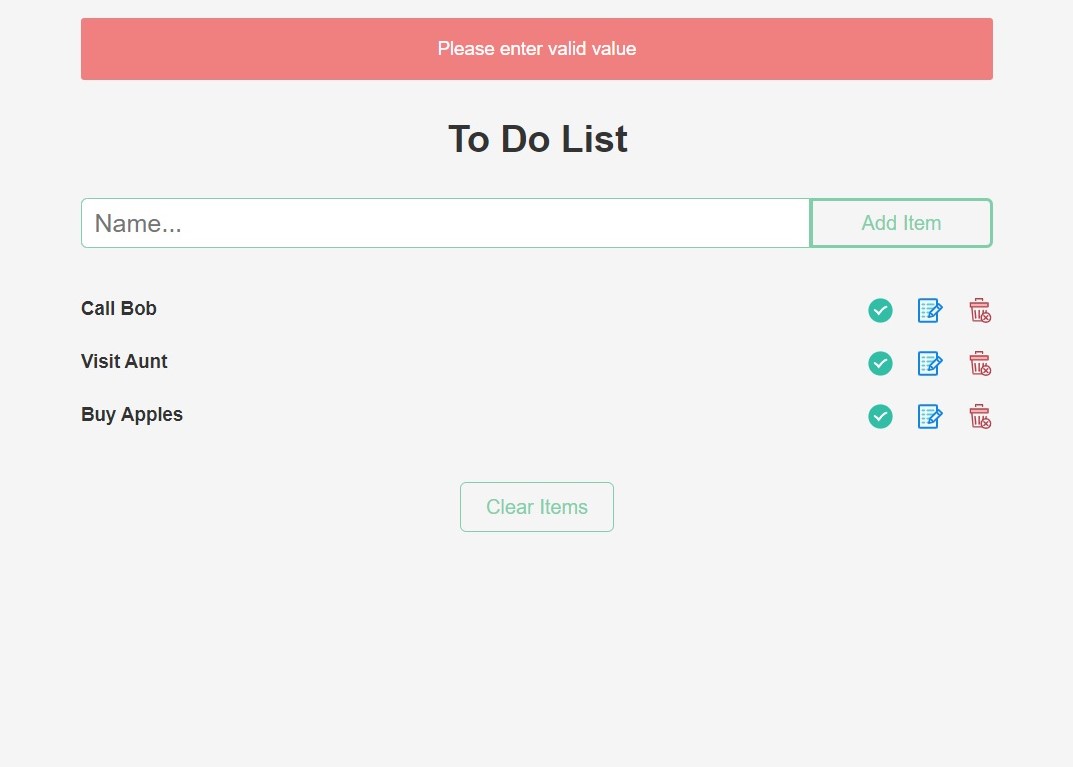 Please enter valid value
To Do List
Name...
Add Item
Call Bob
Visit Aunt
Buy Apples
Clear Items